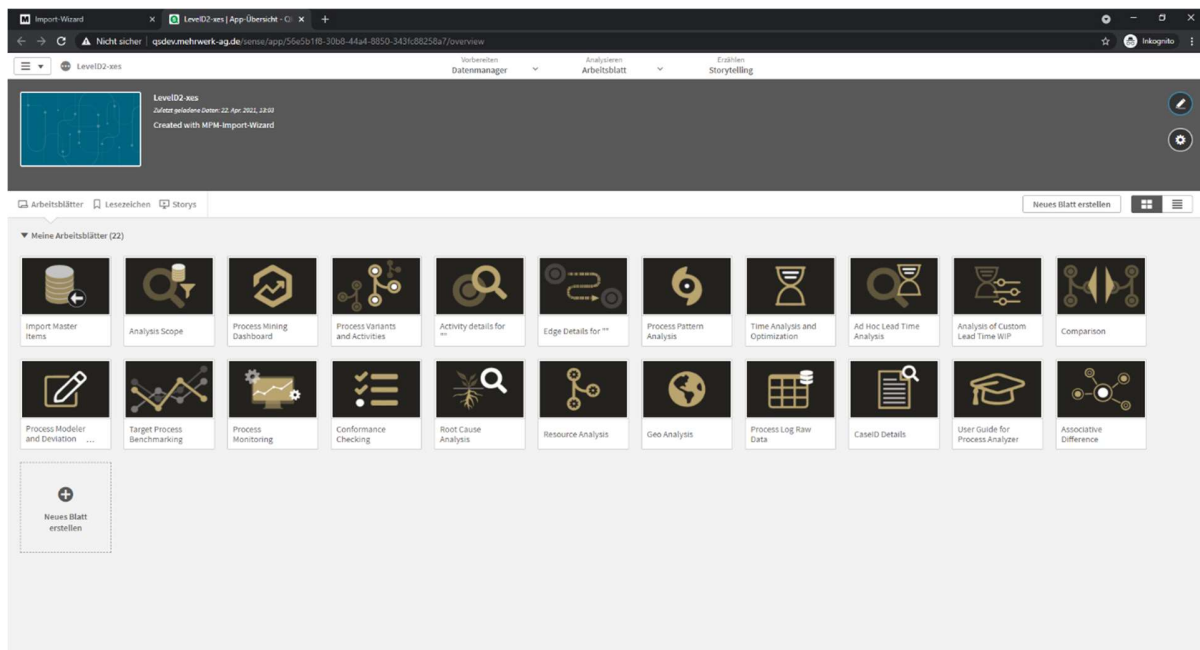 Import-Wizard
LevelD2-xes | App-Übersicht - Ql
Inkognito
Nicht sicher | qsdev.mehrwerk-ag.de/sense/app/56e5b1f8-30b8-44a4-8850-343fc88258a7/overview
LevelD2-xes
Vorbereiten
Datenmanager
Analysieren
Arbeitsblatt
Erzählen
Storytelling
LevelD2-xes
Zuletzt geladene Daten: 22. Apr. 2021, 13:03
Created with MPM-Import-Wizard
Arbeitsblätter Lesezeichen Storys
Neues Blatt erstellen
Meine Arbeitsblätter (22)
Import Master
Items
Analysis Scope
Process Mining
Dashboard
Process Variants
and Activities
Activity details for
""
Edge Details for ""
Process Pattern
Analysis
Time Analysis and
Optimization
Ad Hoc Lead Time
Analysis
Analysis of Custom
Lead Time WIP
Comparison
Process Modeler
and Deviation ...
Target Process
Benchmarking
Process
Monitoring
Conformance
Checking
Root Cause
Analysis
Resource Analysis
Geo Analysis
Process Log Raw
Data
CaseID Details
User Guide for
Process Analyzer
Associative
Difference
Neues Blatt
erstellen